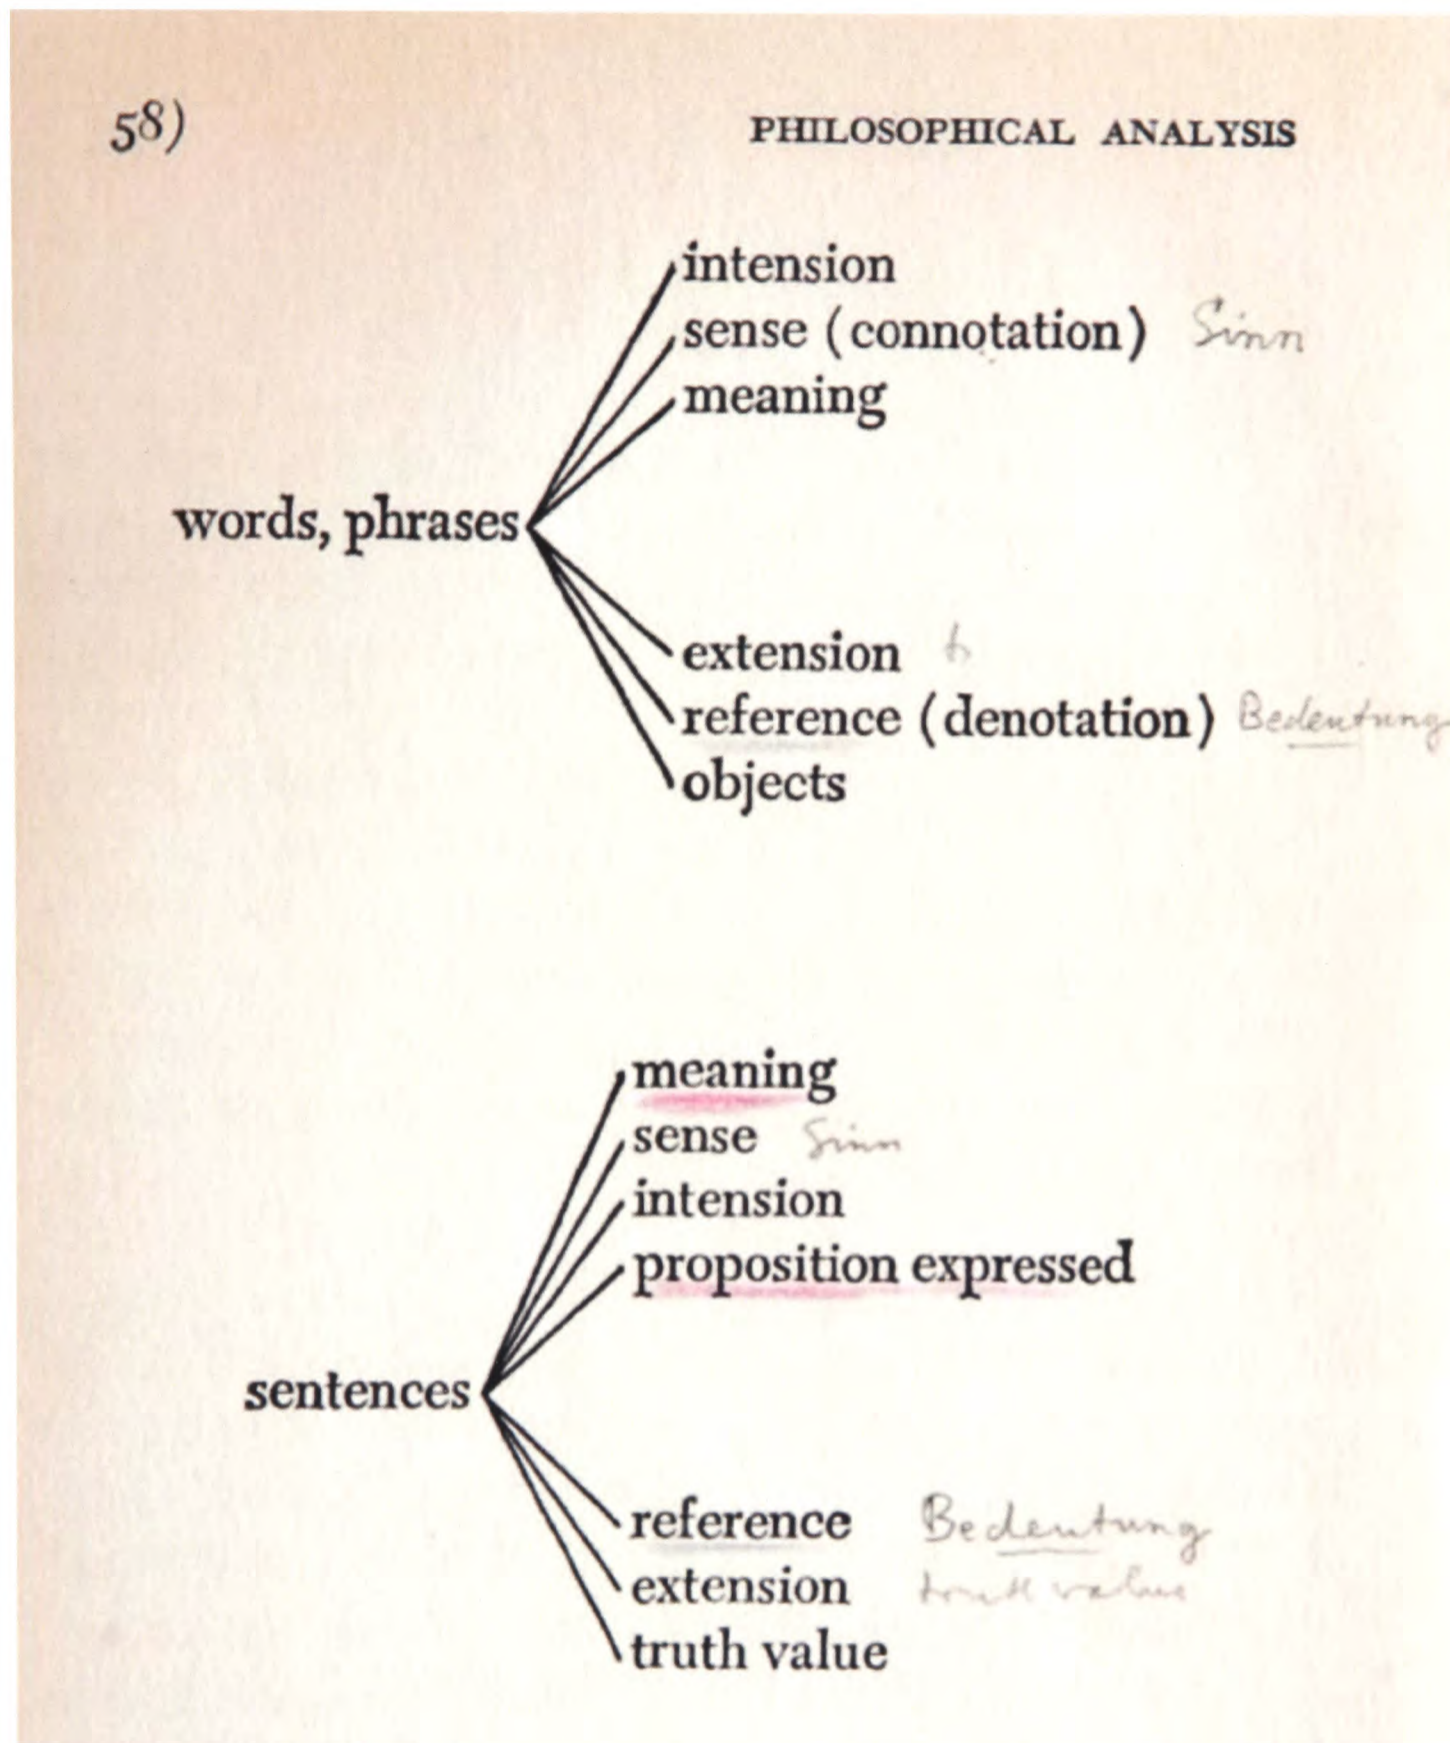 58) PHILOSOPHICAL ANALYSIS
intension
sense (connotation) Sinn
meaning
words, phrases
extension
reference (denotation) Bedeutung
objects
meaning
sense Sinn
intension
proposition expressed
sentences
reference Bedeutung
extension truth value
truth value